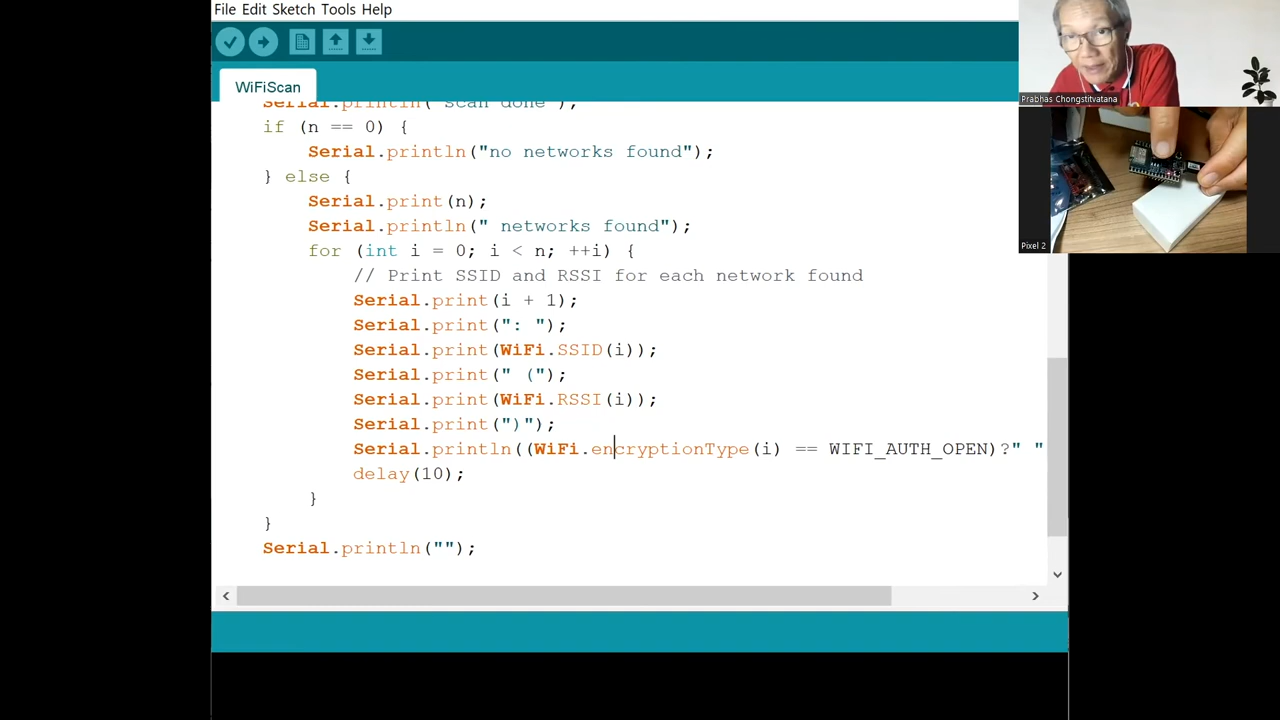 File Edit Sketch Tools Help
WiFiScan
Serial.println("scan done");
if (n == 0) {
Serial.println("no networks found");
} else {
Serial.print(n);
Serial.println(" networks found");
for (int i = 0; i < n; ++i) {
// Print SSID and RSSI for each network found
Serial.print(i + 1);
Serial.print(": ");
Serial.print(WiFi.SSID(i));
Serial.print(" (");
Serial.print(WiFi.RSSI(i));
Serial.print(")");
Serial.println((WiFi.encryptionType(i) == WIFI_AUTH_OPEN)?" "
delay(10);
}
}
Serial.println("");
Prabhas Chongstitvatana
Pixel 2